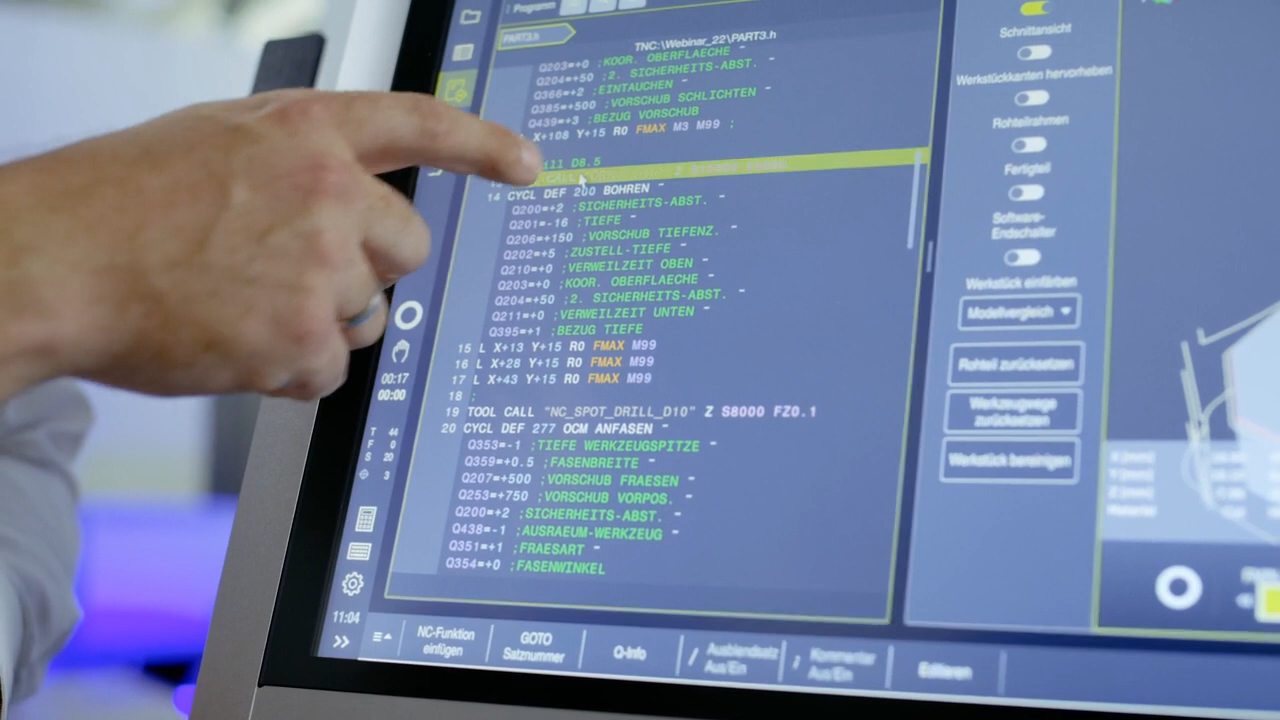 Programm
PART3.h
TNC:\Webinar_22\PART3.h
Q203=+0 ;KOOR. OBERFLAECHE ~
Q204=+50 ;2. SICHERHEITS-ABST. ~
Q366=+2 ;EINTAUCHEN ~
Q385=+500 ;VORSCHUB SCHLICHTEN ~
Q439=+3 ;BEZUG VORSCHUB
X+108 Y+15 R0 FMAX M3 M99 ;
D8.5
CALL
14 CYCL DEF 200 BOHREN ~
Q200=+2 ;SICHERHEITS-ABST. ~
Q201=-16 ;TIEFE ~
Q206=+150 ;VORSCHUB TIEFENZ. ~
Q202=+5 ;ZUSTELL-TIEFE ~
Q210=+0 ;VERWEILZEIT OBEN ~
Q203=+0 ;KOOR. OBERFLAECHE ~
Q204=+50 ;2. SICHERHEITS-ABST. ~
Q211=+0 ;VERWEILZEIT UNTEN ~
Q395=+1 ;BEZUG TIEFE
15 L X+13 Y+15 R0 FMAX M99
16 L X+28 Y+15 R0 FMAX M99
17 L X+43 Y+15 R0 FMAX M99
18 ;
19 TOOL CALL "NC_SPOT_DRILL_D10" Z S8000 FZ0.1
20 CYCL DEF 277 OCM ANFASEN ~
Q353=-1 ;TIEFE WERKZEUGSPITZE ~
Q359=+0.5 ;FASENBREITE ~
Q207=+500 ;VORSCHUB FRAESEN ~
Q253=+750 ;VORSCHUB VORPOS. ~
Q200=+2 ;SICHERHEITS-ABST. ~
Q438=-1 ;AUSRAEUM-WERKZEUG ~
Q351=+1 ;FRAESART ~
Q354=+0 ;FASENWINKEL
00:17
00:00
T 44
F 0
S 20
3
11:04
NC-Funktion
einfügen
GOTO
Satznummer
Q-Info
/ Ausblendsatz
Aus/Ein
; Kommentar
Aus/Ein
Editieren
Schnittansicht
Werkstückkanten hervorheben
Rohteilrahmen
Fertigteil
Software-
Endschalter
Werkstück einfärben
Modellvergleich
Rohteil zurücksetzen
Werkzeugwege
zurücksetzen
Werkstück bereinigen